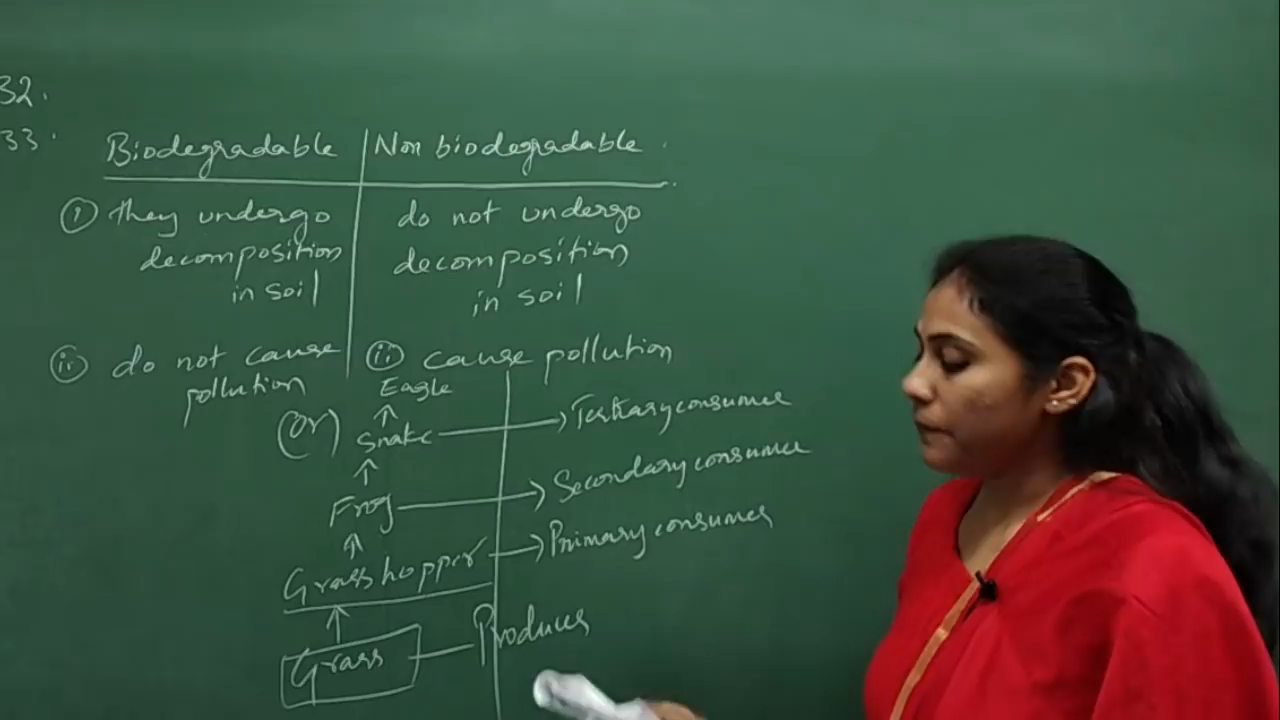 32.
33.
Biodegradable | Non biodegradable.
(i) they undergo
decomposition
in soil
do not undergo
decomposition
in soil
(ii) do not cause
pollution
(ii) cause pollution
(Or)
Eagle
Snake → Tertiary consumer
Frog → Secondary consumer
Grasshopper → Primary consumer
Grass — Producer